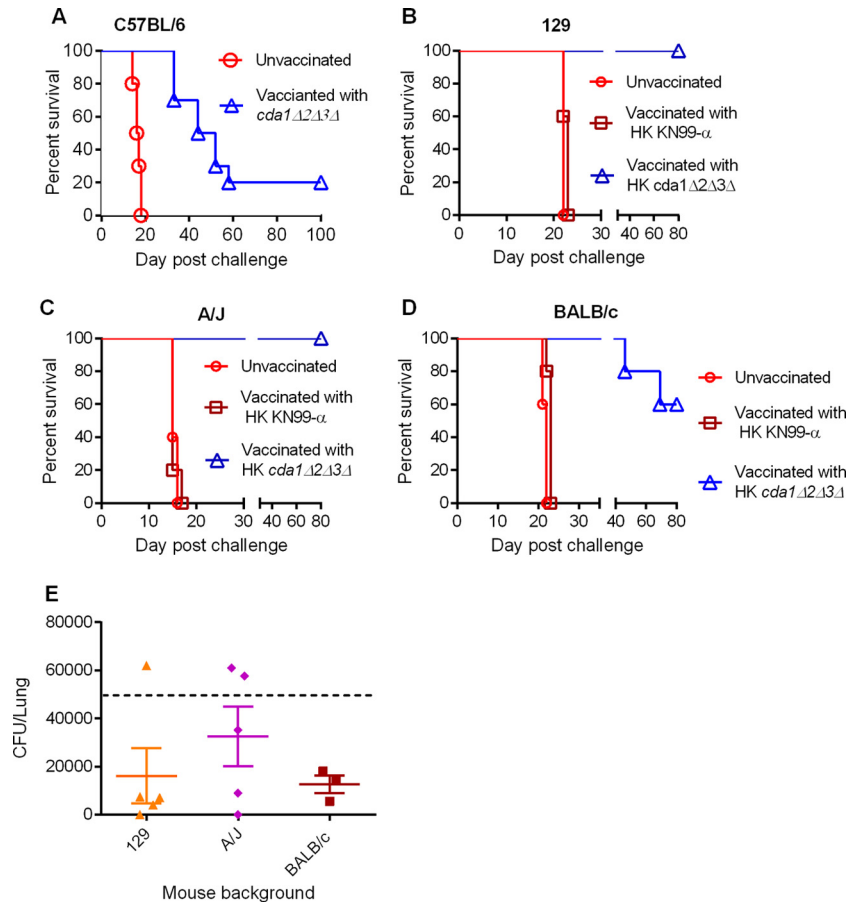 A
C57BL/6
Percent survival
100
80
60
40
20
0
0 20 40 60 80 100
Day post challenge
Unvaccinated
Vaccianted with
cda1Δ2Δ3Δ
B
129
Percent survival
100
80
60
40
20
0
0 10 20 30 40 60 80
Day post challenge
Unvaccinated
Vaccinated with
HK KN99-α
Vaccinated with
HK cda1Δ2Δ3Δ
C
A/J
Percent survival
100
80
60
40
20
0
0 10 20 30 40 60 80
Day post challenge
Unvaccinated
Vaccinated with
HK KN99-α
Vaccinated with
HK cda1Δ2Δ3Δ
D
BALB/c
Percent survival
100
80
60
40
20
0
0 10 20 30 40 60 80
Day post challenge
Unvaccinated
Vaccinated with
HK KN99-α
Vaccinated with
HK cda1Δ2Δ3Δ
E
CFU/Lung
80000
60000
40000
20000
0
129
A/J
BALB/c
Mouse background